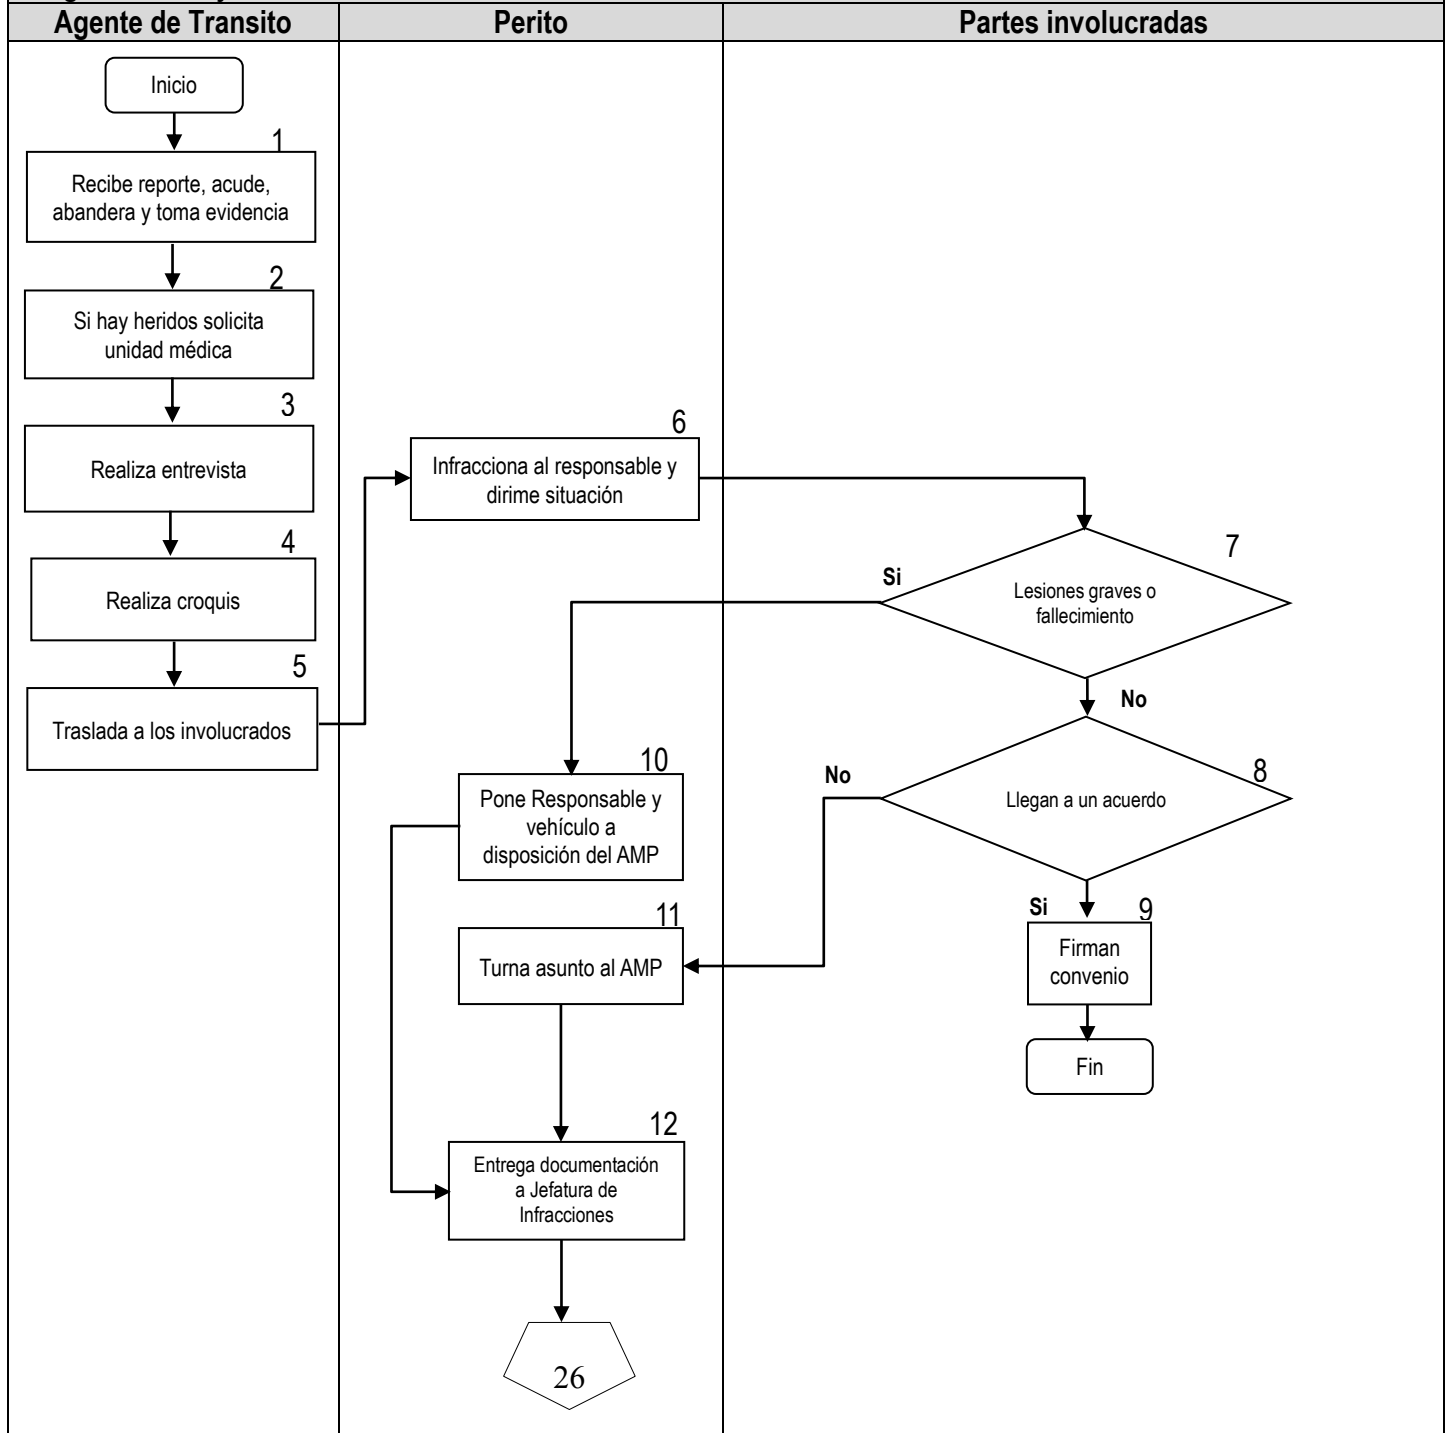 Agente de Transito
Perito
Partes involucradas
Inicio
1
Recibe reporte, acude,
abandera y toma evidencia
2
Si hay heridos solicita
unidad médica
3
Realiza entrevista
4
Realiza croquis
5
Traslada a los involucrados
6
Infracciona al responsable y
dirime situación
7
Lesiones graves o
fallecimiento
Si
No
8
Llegan a un acuerdo
No
Si
9
Firman
convenio
Fin
10
Pone Responsable y
vehículo a
disposición del AMP
11
Turna asunto al AMP
12
Entrega documentación
a Jefatura de
Infracciones
26